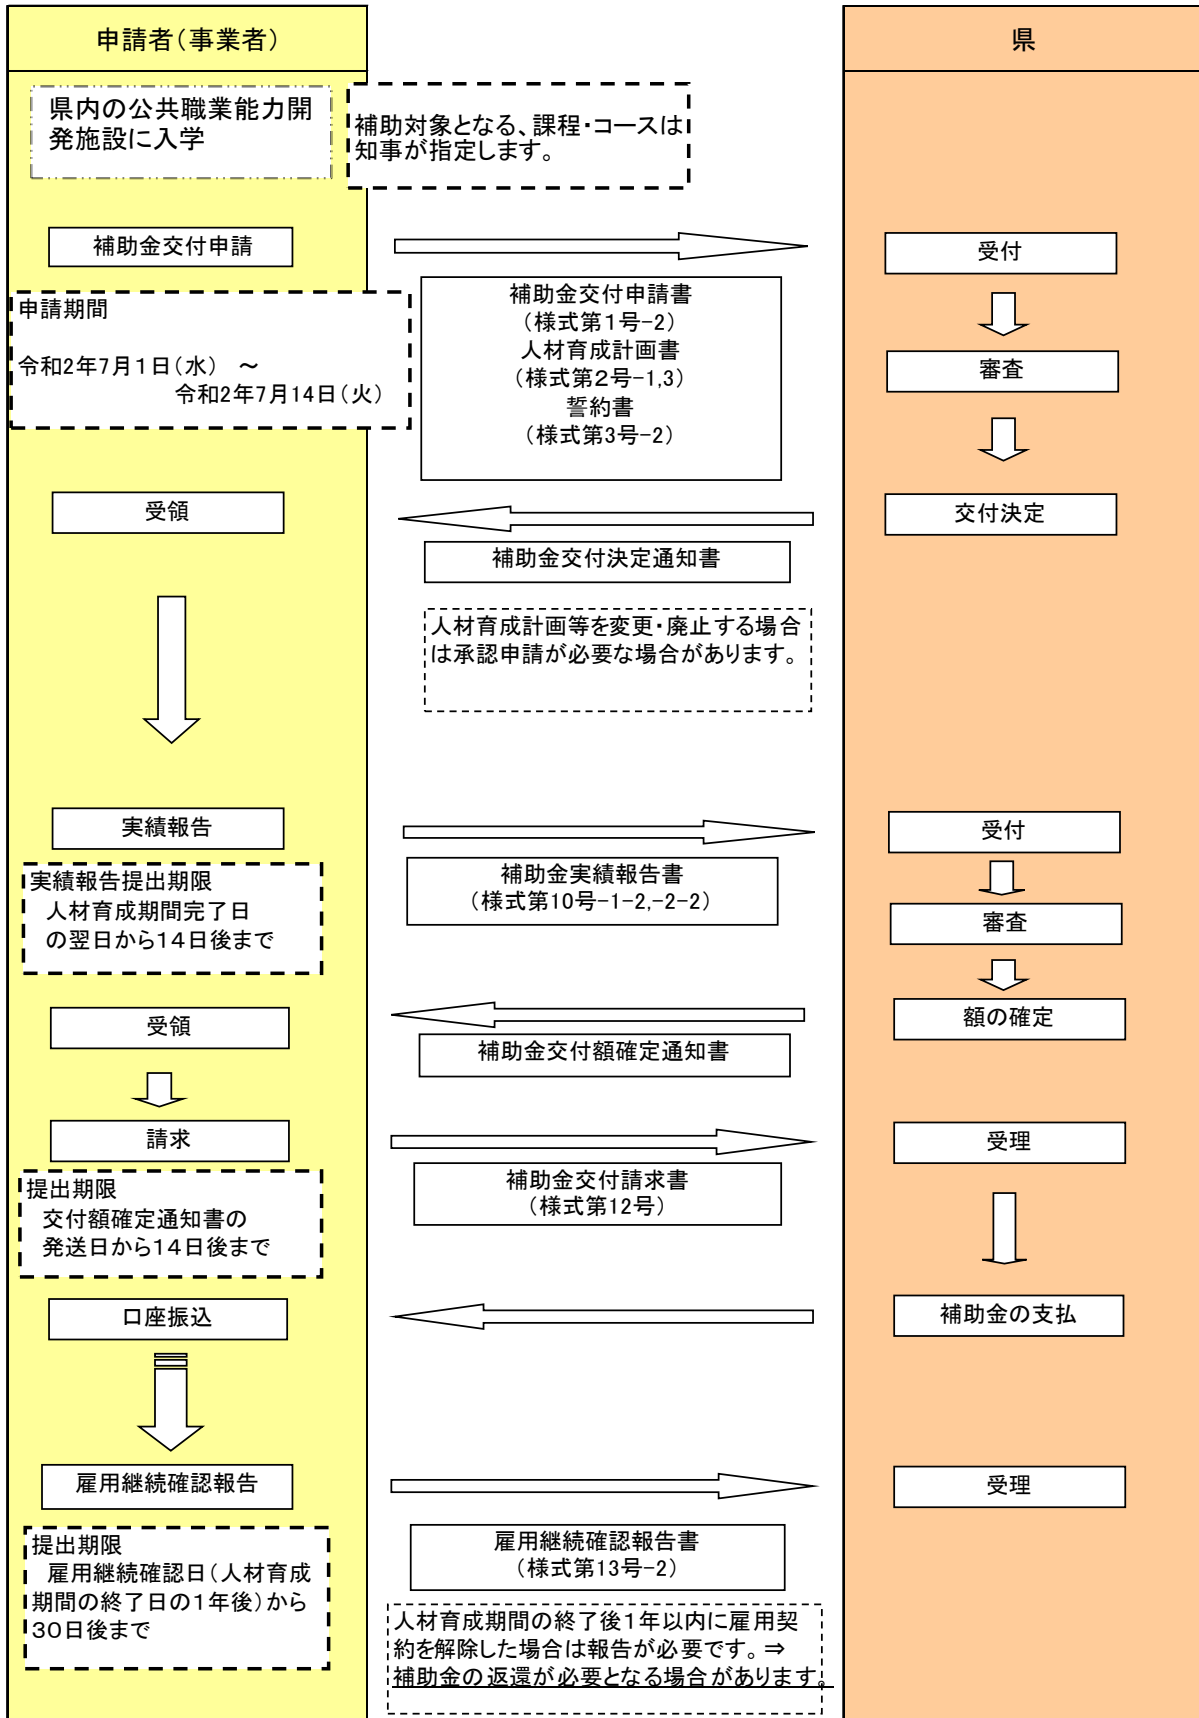 申請者(事業者)
県
県内の公共職業能力開
発施設に入学
補助対象となる、課程・コースは
知事が指定します。
補助金交付申請
受付
申請期間
令和2年7月1日(水) ~
令和2年7月14日(火)
補助金交付申請書
(様式第1号-2)
人材育成計画書
(様式第2号-1,3)
誓約書
(様式第3号-2)
審査
受領
交付決定
補助金交付決定通知書
人材育成計画等を変更・廃止する場合
は承認申請が必要な場合があります。
実績報告
受付
実績報告提出期限
人材育成期間完了日
の翌日から14日後まで
補助金実績報告書
(様式第10号-1-2,-2-2)
審査
受領
額の確定
補助金交付額確定通知書
請求
受理
提出期限
交付額確定通知書の
発送日から14日後まで
補助金交付請求書
(様式第12号)
口座振込
補助金の支払
雇用継続確認報告
受理
提出期限
雇用継続確認日(人材育成
期間の終了日の1年後)から
30日後まで
雇用継続確認報告書
(様式第13号-2)
人材育成期間の終了後1年以内に雇用契
約を解除した場合は報告が必要です。⇒
補助金の返還が必要となる場合があります。